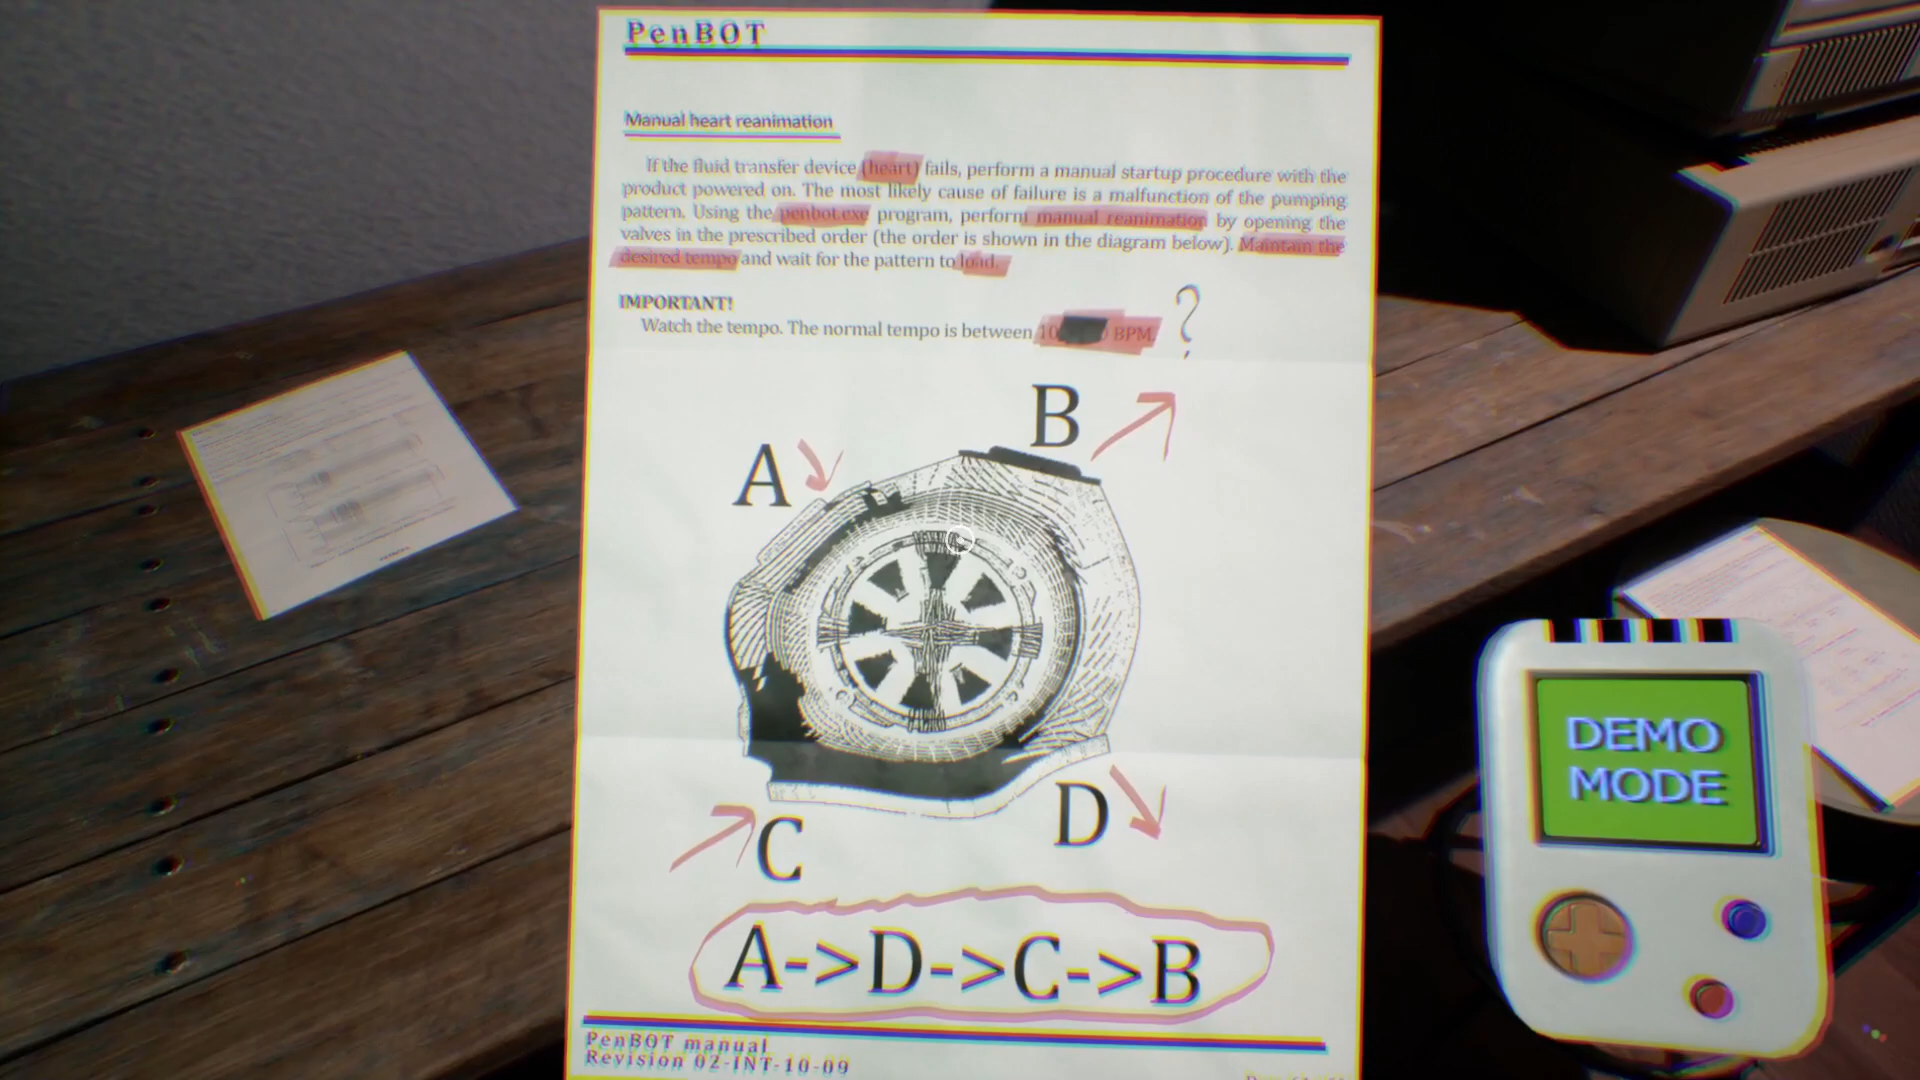 PenBOT
Manual heart reanimation
If the fluid transfer device (heart) fails, perform a manual startup procedure with the
product powered on. The most likely cause of failure is a malfunction of the pumping
pattern. Using the penbot.exe program, perform manual reanimation by opening the
valves in the prescribed order (the order is shown in the diagram below). Maintain the
desired tempo and wait for the pattern to load.
IMPORTANT!
Watch the tempo. The normal tempo is between 10 BPM.
?
B
A
C
D
A->D->C->B
PenBOT manual
Revision 02-INT-10-09
DEMO
MODE